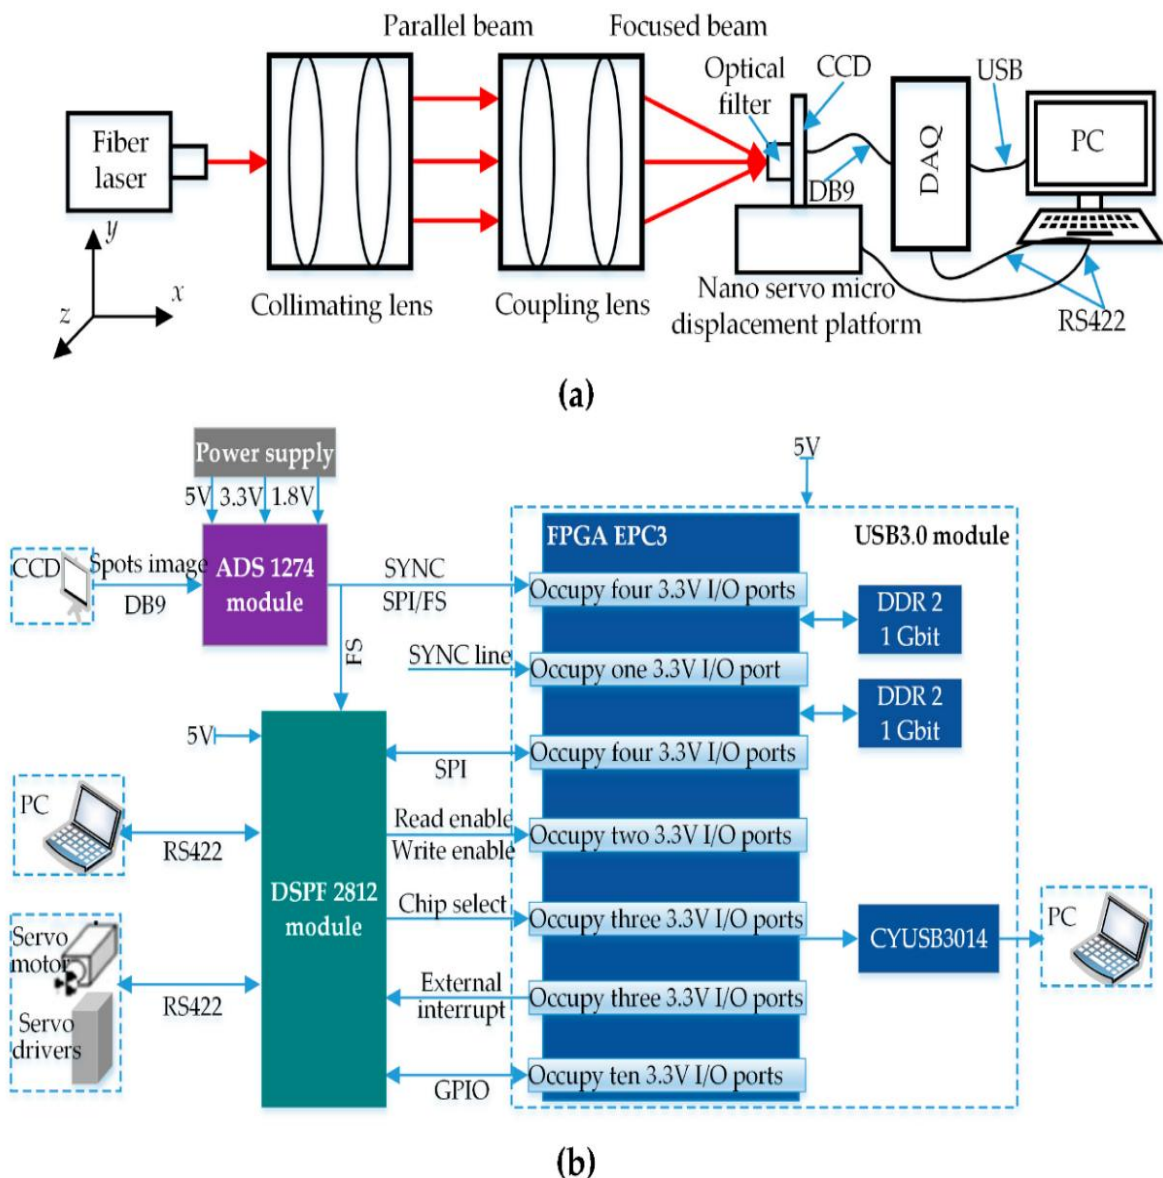 Parallel beam
Focused beam
Optical
filter
CCD
USB
Fiber
laser
DAQ
PC
DB9
y
x
z
Collimating lens
Coupling lens
Nano servo micro
displacement platform
RS422
(a)
Power supply
5V
3.3V
1.8V
5V
FPGA EPC3
USB3.0 module
CCD
Spots image
DB9
ADS 1274
module
SYNC
SPI/FS
Occupy four 3.3V I/O ports
DDR 2
1 Gbit
FS
SYNC line
Occupy one 3.3V I/O port
DDR 2
1 Gbit
5V
SPI
Occupy four 3.3V I/O ports
PC
RS422
Read enable
Write enable
Occupy two 3.3V I/O ports
DSPF 2812
module
Chip select
Occupy three 3.3V I/O ports
CYUSB3014
PC
Servo
motor
RS422
External
interrupt
Occupy three 3.3V I/O ports
Servo
drivers
GPIO
Occupy ten 3.3V I/O ports
(b)